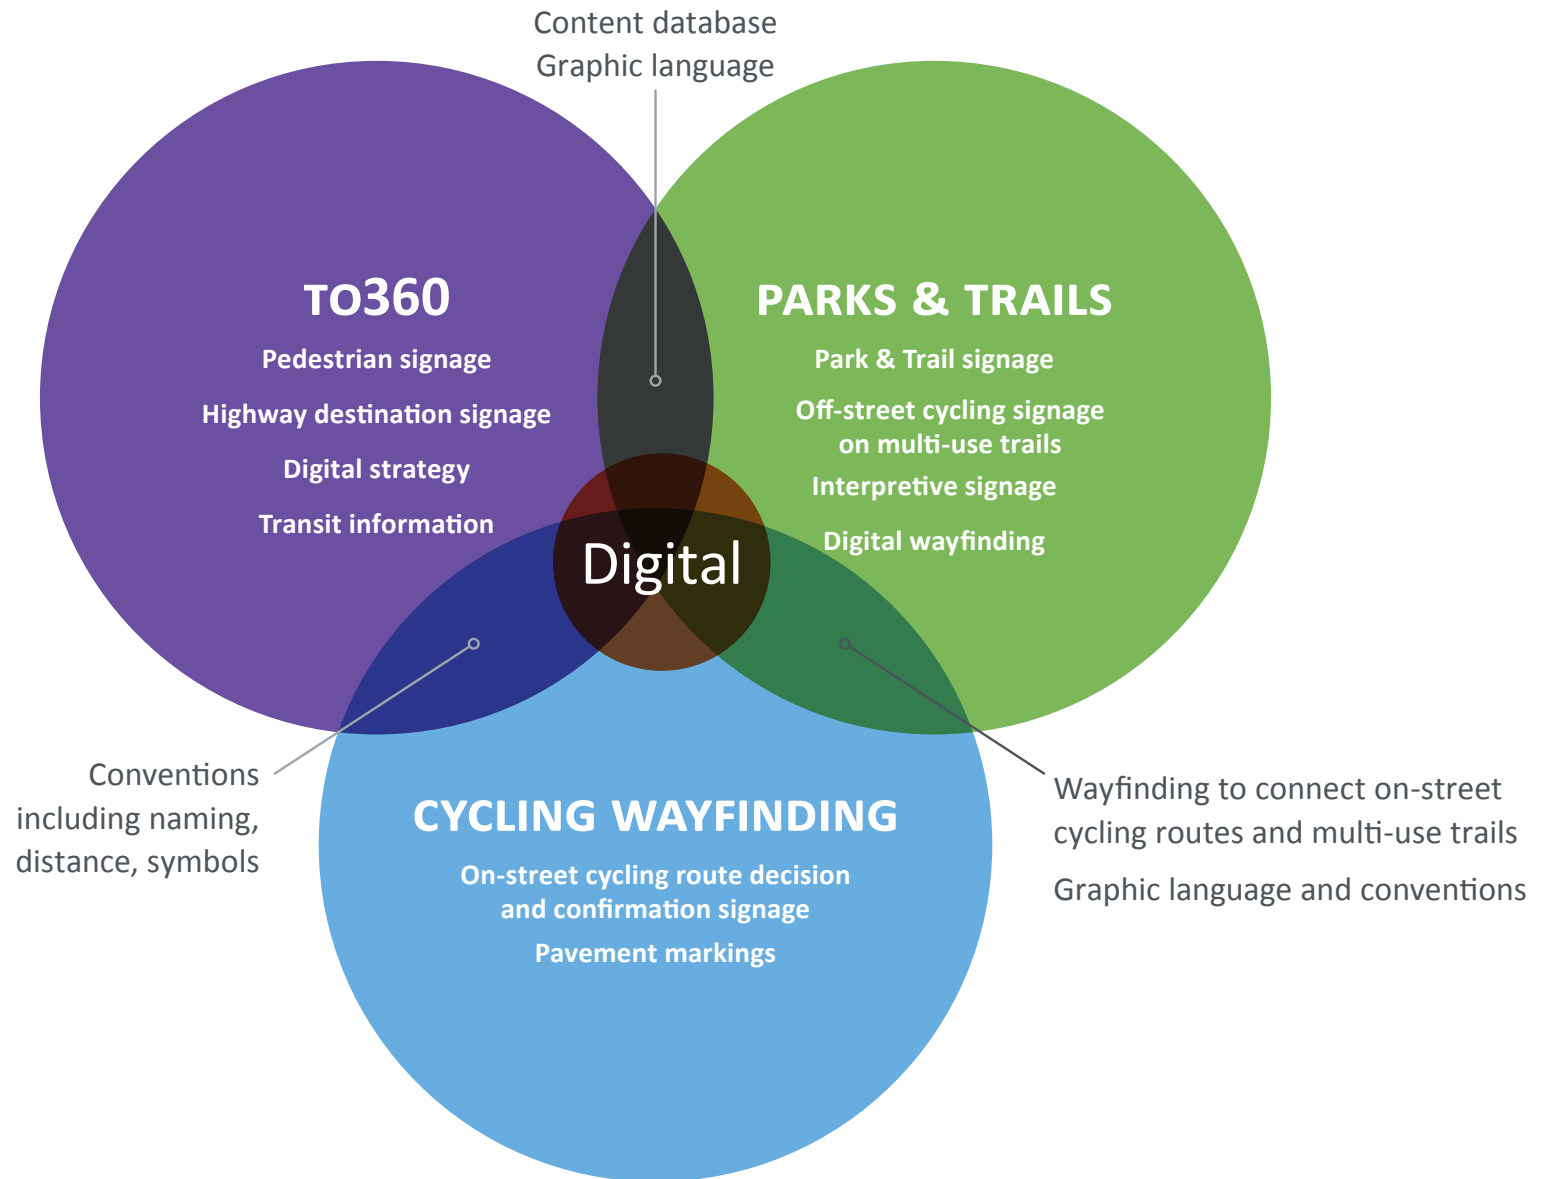 Content database
Graphic language
TO360
Pedestrian signage
Highway destination signage
Digital strategy
Transit information
PARKS & TRAILS
Park & Trail signage
Off-street cycling signage
on multi-use trails
Interpretive signage
Digital wayfinding
Digital
Conventions
including naming,
distance, symbols
CYCLING WAYFINDING
On-street cycling route decision
and confirmation signage
Pavement markings
Wayfinding to connect on-street
cycling routes and multi-use trails
Graphic language and conventions